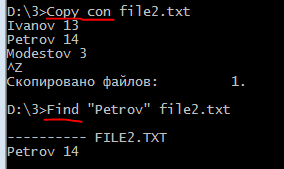 D:\3>Copy con file2.txt
Ivanov 13
Petrov 14
Modestov 3
^Z
Скопировано файлов:         1.
D:\3>Find "Petrov" file2.txt
---------- FILE2.TXT
Petrov 14